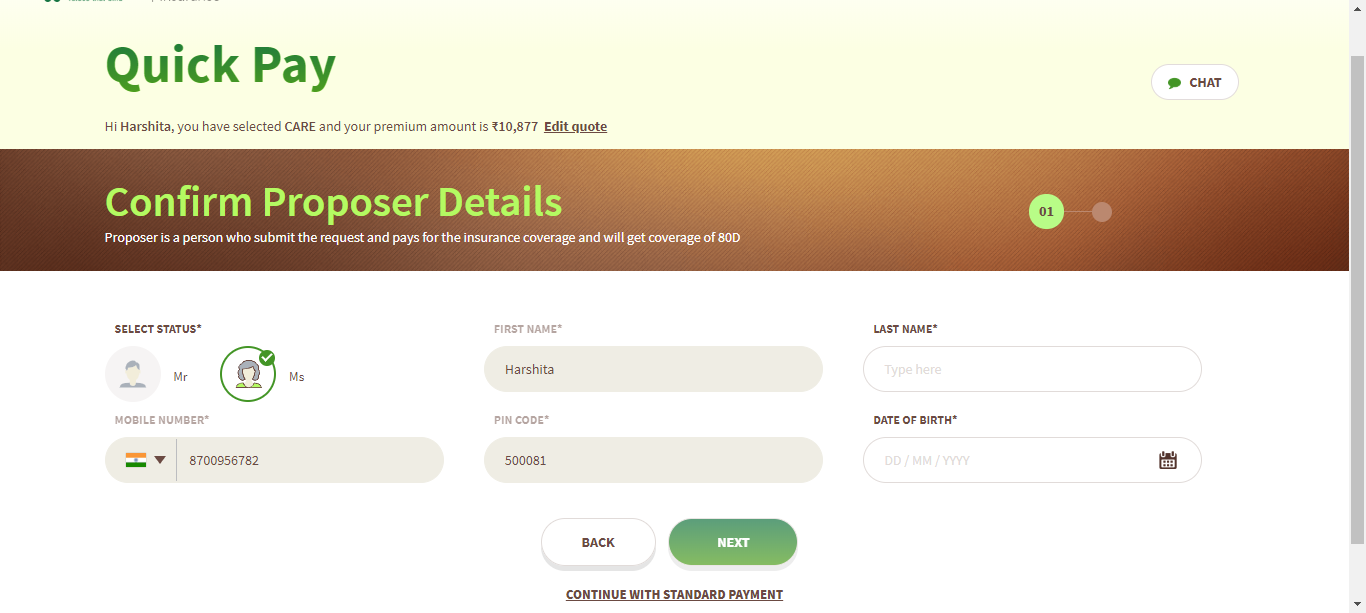 Quick Pay
CHAT
Hi Harshita, you have selected CARE and your premium amount is ₹10,877 Edit quote
Confirm Proposer Details
01
Proposer is a person who submit the request and pays for the insurance coverage and will get coverage of 80D
SELECT STATUS* FIRST NAME* LAST NAME*
Mr Ms Harshita Type here
MOBILE NUMBER* PIN CODE* DATE OF BIRTH*
8700956782 500081 DD / MM / YYYY
BACK NEXT
CONTINUE WITH STANDARD PAYMENT